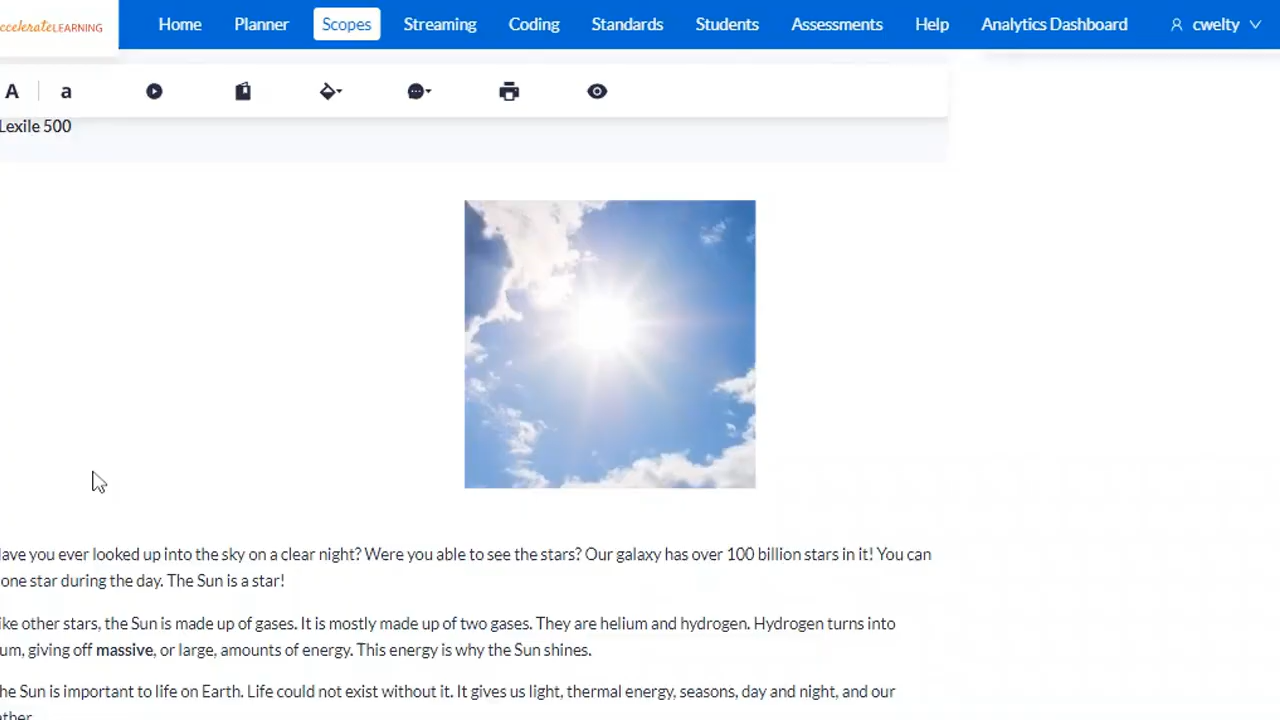 accelerateLEARNING
Home Planner Scopes Streaming Coding Standards Students Assessments Help Analytics Dashboard cwelty
A a
Lexile 500
ave you ever looked up into the sky on a clear night? Were you able to see the stars? Our galaxy has over 100 billion stars in it! You can
one star during the day. The Sun is a star!
ike other stars, the Sun is made up of gases. It is mostly made up of two gases. They are helium and hydrogen. Hydrogen turns into
um, giving off massive, or large, amounts of energy. This energy is why the Sun shines.
he Sun is important to life on Earth. Life could not exist without it. It gives us light, thermal energy, seasons, day and night, and our
ather.